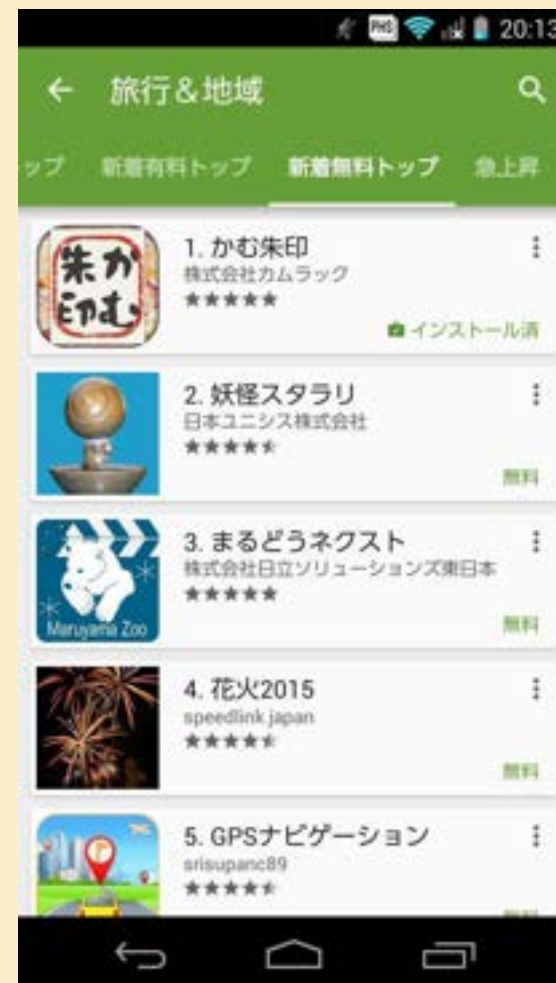 PHS 20:13
旅行＆地域
ップ 新着有料トップ 新着無料トップ 急上昇
朱か
印む
1. かむ朱印
株式会社カムラック
インストール済
2. 妖怪スタラリ
日本ユニシス株式会社
無料
Maruyama Zoo
3. まるどうネクスト
株式会社日立ソリューションズ東日本
無料
4. 花火2015
speedlink japan
無料
5. GPSナビゲーション
srisupanc89
無料